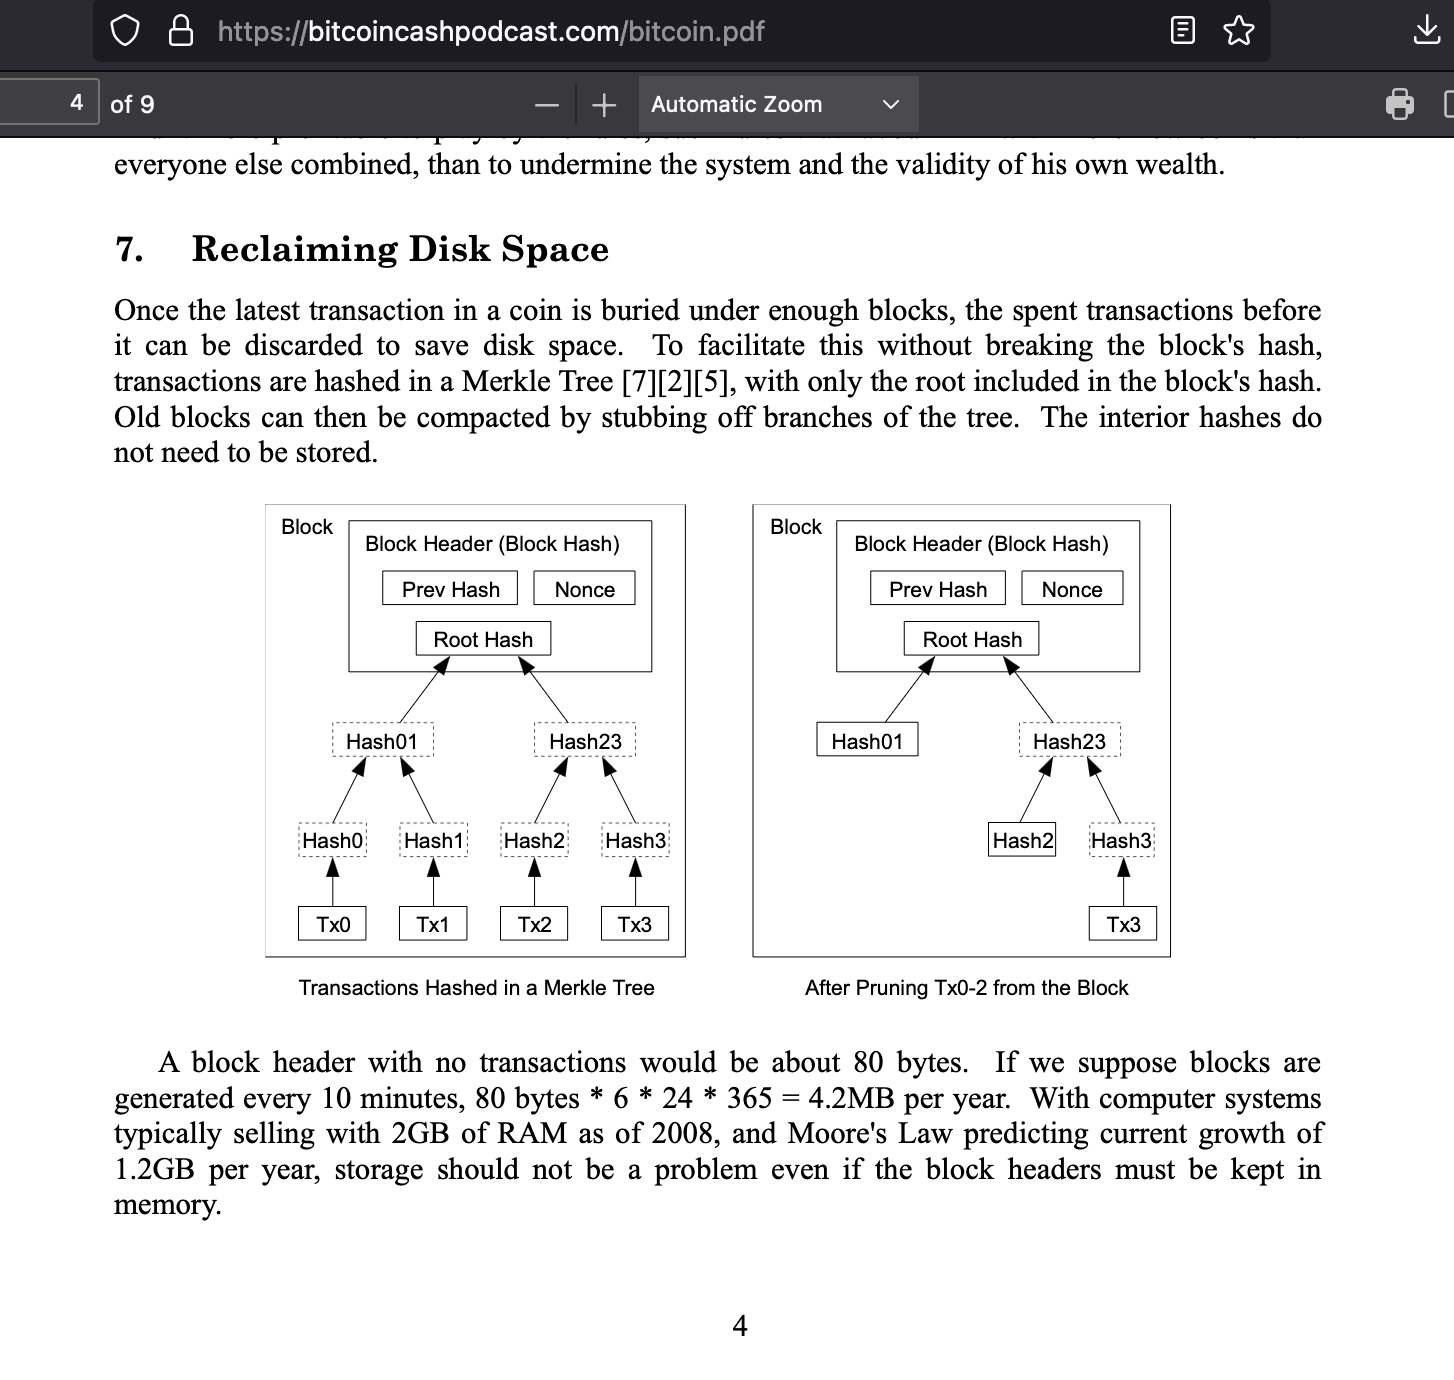 https://bitcoincashpodcast.com/bitcoin.pdf
4 of 9
Automatic Zoom
everyone else combined, than to undermine the system and the validity of his own wealth.
7. Reclaiming Disk Space
Once the latest transaction in a coin is buried under enough blocks, the spent transactions before
it can be discarded to save disk space. To facilitate this without breaking the block's hash,
transactions are hashed in a Merkle Tree [7][2][5], with only the root included in the block's hash.
Old blocks can then be compacted by stubbing off branches of the tree. The interior hashes do
not need to be stored.
Block
Block Header (Block Hash)
Prev Hash
Nonce
Root Hash
Hash01
Hash23
Hash0
Hash1
Hash2
Hash3
Tx0
Tx1
Tx2
Tx3
Transactions Hashed in a Merkle Tree
Block
Block Header (Block Hash)
Prev Hash
Nonce
Root Hash
Hash01
Hash23
Hash2
Hash3
Tx3
After Pruning Tx0-2 from the Block
A block header with no transactions would be about 80 bytes. If we suppose blocks are
generated every 10 minutes, 80 bytes * 6 * 24 * 365 = 4.2MB per year. With computer systems
typically selling with 2GB of RAM as of 2008, and Moore's Law predicting current growth of
1.2GB per year, storage should not be a problem even if the block headers must be kept in
memory.
4